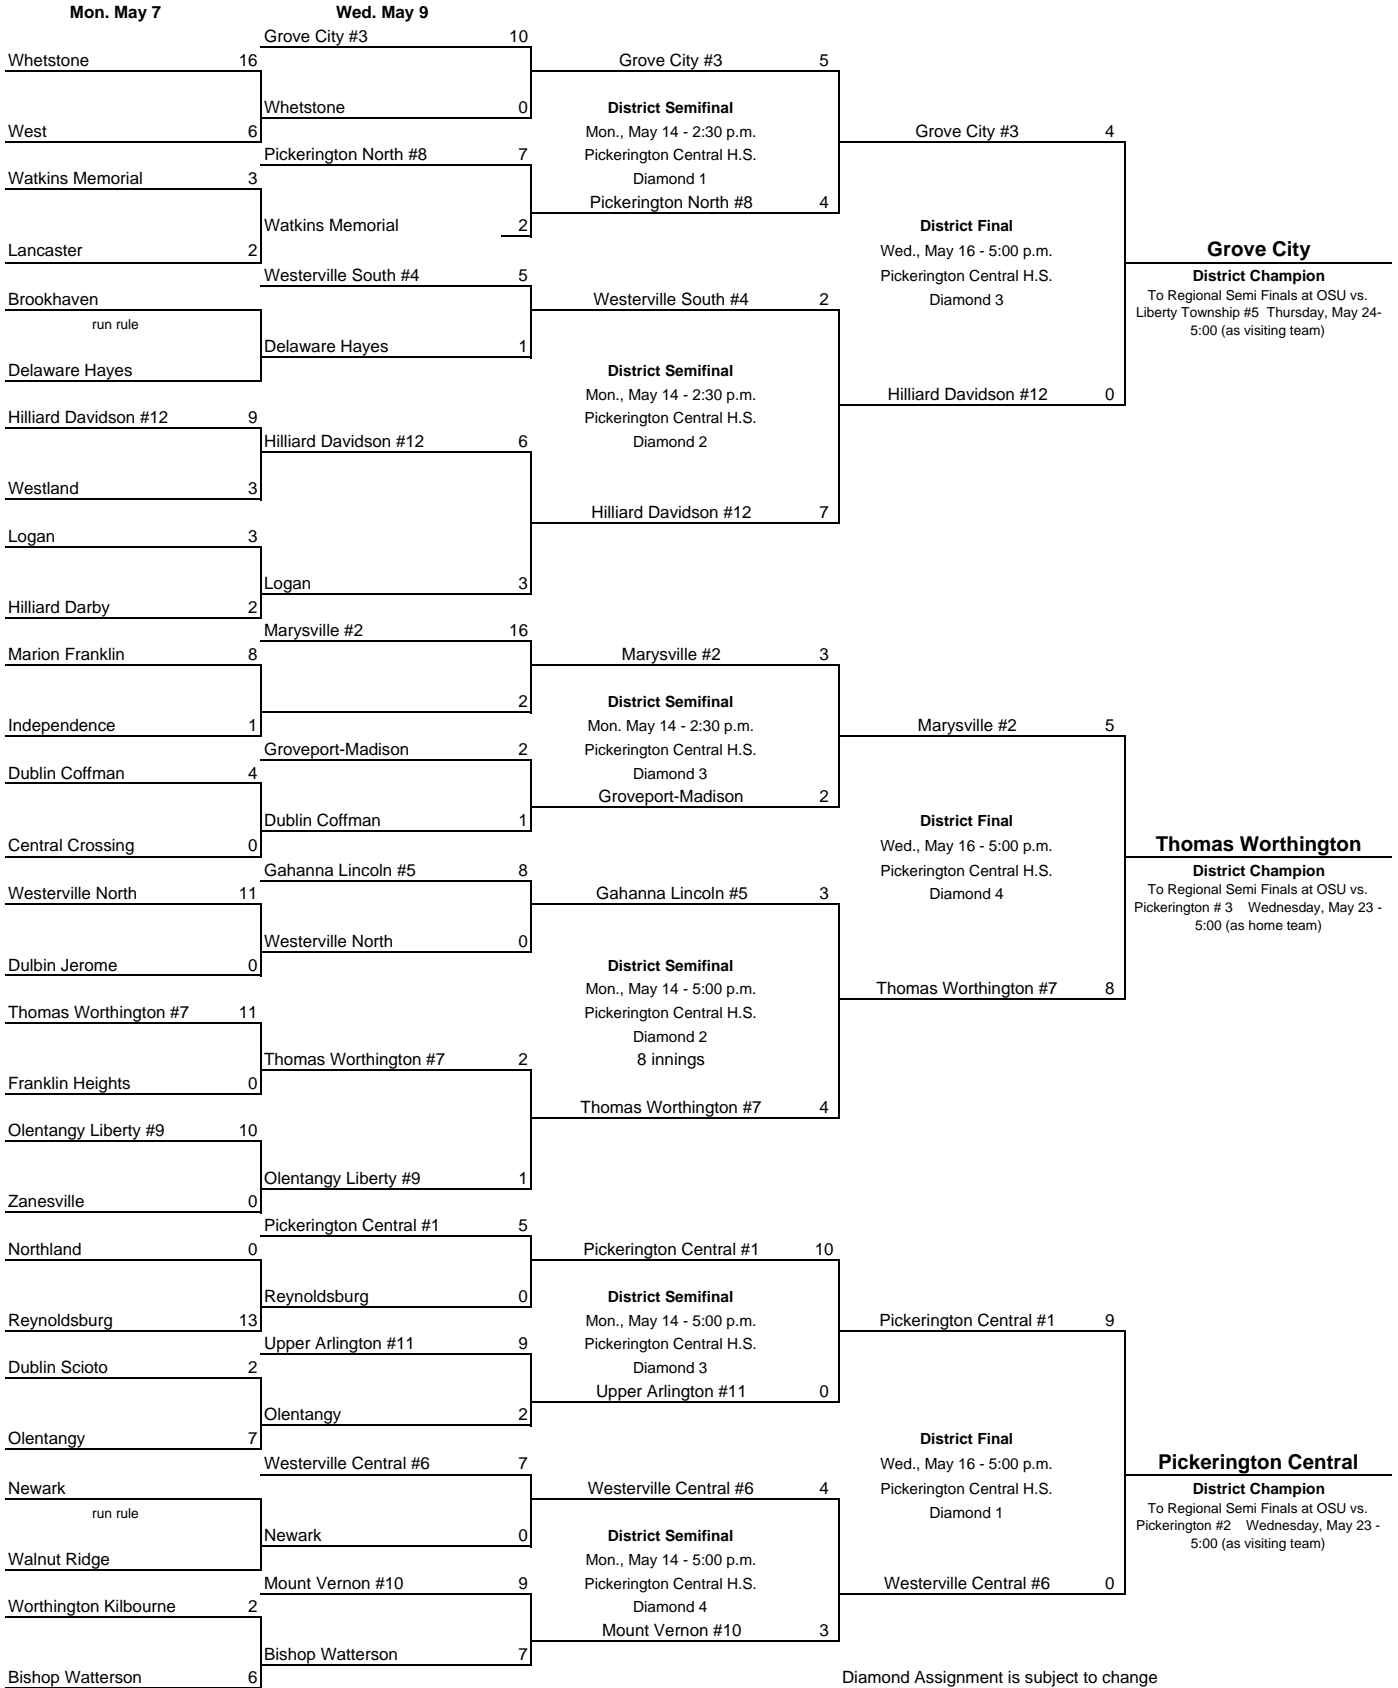 Mon. May 7
Wed. May 9
Grove City #3 10
Whetstone 16
Grove City #3 5
Whetstone 0
District Semifinal
West 6
Mon., May 14 - 2:30 p.m.
Grove City #3 4
Pickerington North #8 7
Pickerington Central H.S.
Watkins Memorial 3
Diamond 1
Pickerington North #8 4
Watkins Memorial 2
District Final
Lancaster 2
Wed., May 16 - 5:00 p.m.
Grove City
Westerville South #4 5
Pickerington Central H.S.
District Champion
Brookhaven
Westerville South #4 2
Diamond 3
To Regional Semi Finals at OSU vs.
Liberty Township #5 Thursday, May 24-
5:00 (as visiting team)
run rule
Delaware Hayes 1
Delaware Hayes
District Semifinal
Mon., May 14 - 2:30 p.m.
Hilliard Davidson #12 0
Hilliard Davidson #12 9
Pickerington Central H.S.
Hilliard Davidson #12 6
Diamond 2
Westland 3
Hilliard Davidson #12 7
Logan 3
Logan 3
Hilliard Darby 2
Marysville #2 16
Marion Franklin 8
Marysville #2 3
2
District Semifinal
Independence 1
Mon. May 14 - 2:30 p.m.
Marysville #2 5
Groveport-Madison 2
Pickerington Central H.S.
Dublin Coffman 4
Diamond 3
Groveport-Madison 2
Dublin Coffman 1
District Final
Central Crossing 0
Wed., May 16 - 5:00 p.m.
Thomas Worthington
Gahanna Lincoln #5 8
Pickerington Central H.S.
District Champion
Westerville North 11
Gahanna Lincoln #5 3
Diamond 4
To Regional Semi Finals at OSU vs.
Pickerington # 3 Wednesday, May 23 -
5:00 (as home team)
Westerville North 0
Dulbin Jerome 0
District Semifinal
Mon., May 14 - 5:00 p.m.
Thomas Worthington #7 8
Thomas Worthington #7 11
Pickerington Central H.S.
Diamond 2
Thomas Worthington #7 2
8 innings
Franklin Heights 0
Thomas Worthington #7 4
Olentangy Liberty #9 10
Olentangy Liberty #9 1
Zanesville 0
Pickerington Central #1 5
Northland 0
Pickerington Central #1 10
Reynoldsburg 0
District Semifinal
Reynoldsburg 13
Mon., May 14 - 5:00 p.m.
Pickerington Central #1 9
Upper Arlington #11 9
Pickerington Central H.S.
Dublin Scioto 2
Diamond 3
Upper Arlington #11 0
Olentangy 2
Olentangy 7
District Final
Westerville Central #6 7
Wed., May 16 - 5:00 p.m.
Pickerington Central
Newark
Westerville Central #6 4
Pickerington Central H.S.
District Champion
run rule
Diamond 1
To Regional Semi Finals at OSU vs.
Pickerington #2 Wednesday, May 23 -
5:00 (as visiting team)
Newark 0
District Semifinal
Walnut Ridge
Mon., May 14 - 5:00 p.m.
Mount Vernon #10 9
Pickerington Central H.S.
Westerville Central #6 0
Worthington Kilbourne 2
Diamond 4
Mount Vernon #10 3
Bishop Watterson 7
Bishop Watterson 6
Diamond Assignment is subject to change